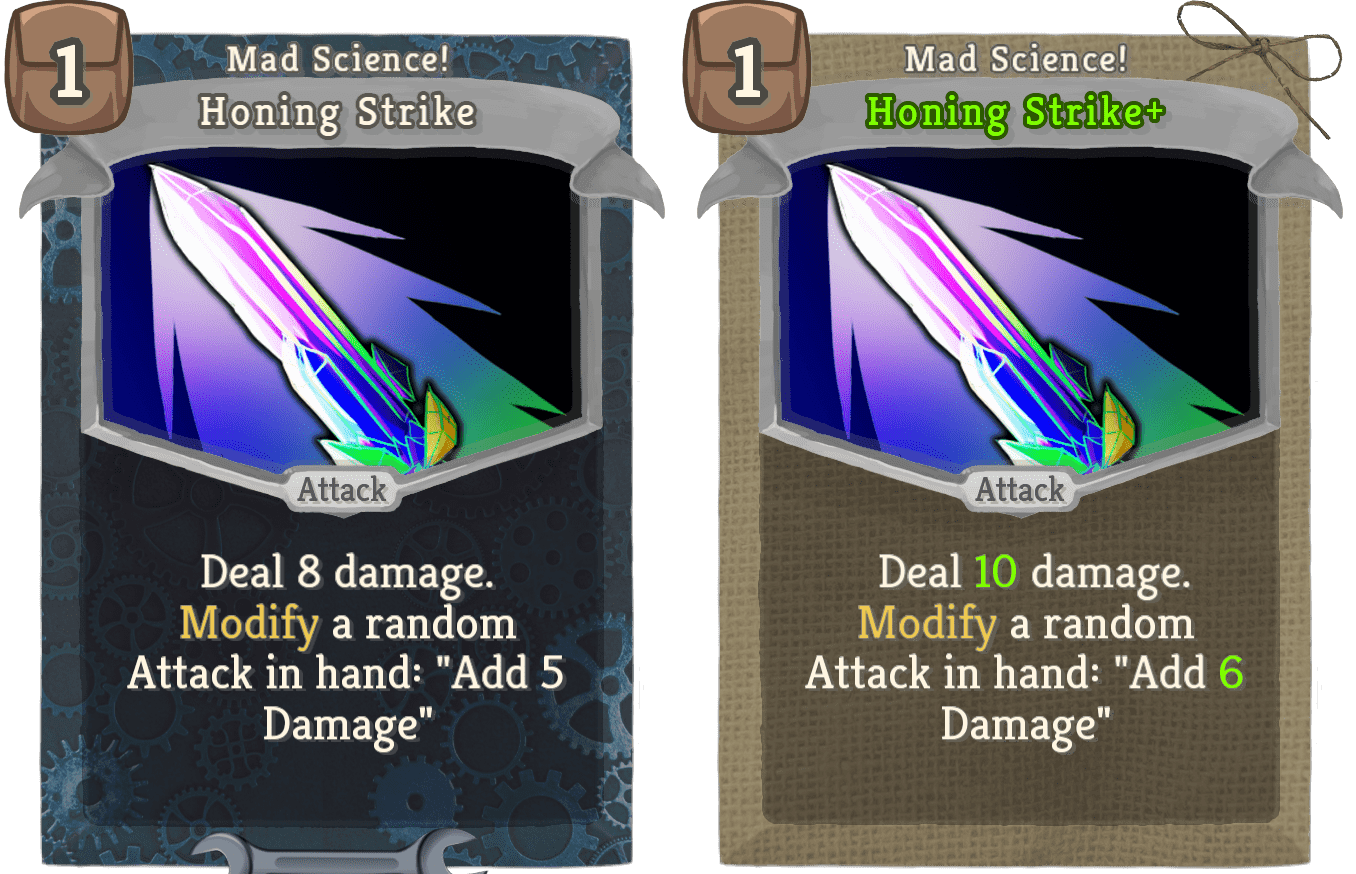 1
Mad Science!
Honing Strike
Attack
Deal 8 damage.
Modify a random
Attack in hand: "Add 5
Damage"
1
Mad Science!
Honing Strike+
Attack
Deal 10 damage.
Modify a random
Attack in hand: "Add 6
Damage"